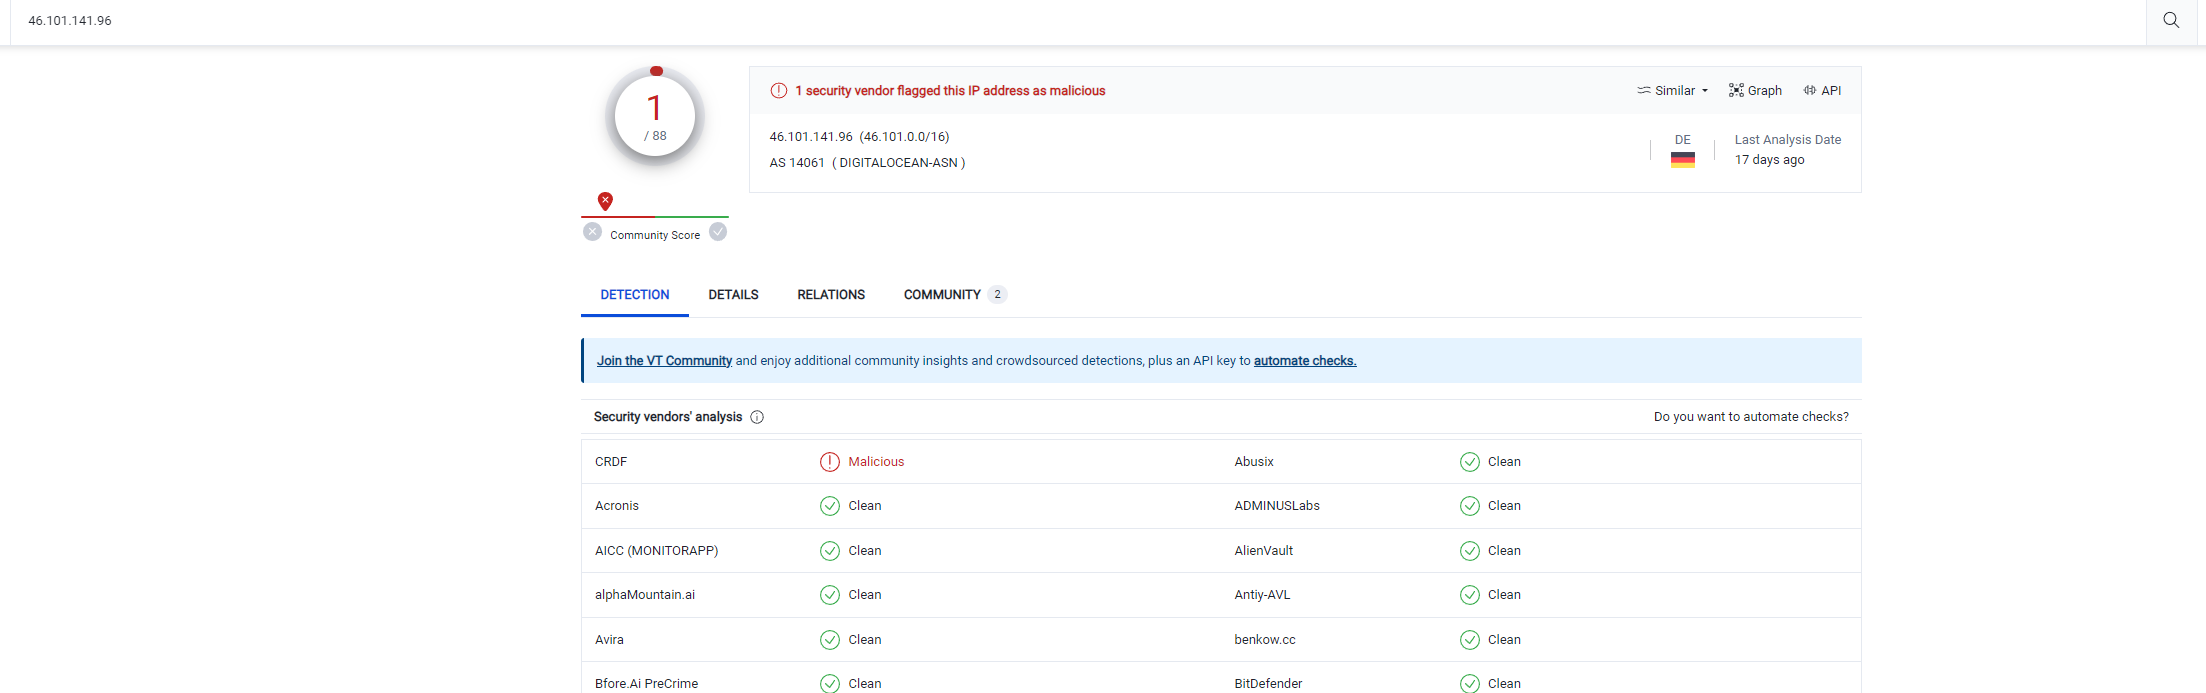 46.101.141.96
1
/ 88
Community Score
1 security vendor flagged this IP address as malicious
Similar Graph API
46.101.141.96 (46.101.0.0/16)
AS 14061 ( DIGITALOCEAN-ASN )
DE
Last Analysis Date
17 days ago
DETECTION DETAILS RELATIONS COMMUNITY 2
Join the VT Community and enjoy additional community insights and crowdsourced detections, plus an API key to automate checks.
Security vendors' analysis Do you want to automate checks?
CRDF Malicious Abusix Clean
Acronis Clean ADMINUSLabs Clean
AICC (MONITORAPP) Clean AlienVault Clean
alphaMountain.ai Clean Antiy-AVL Clean
Avira Clean benkow.cc Clean
Bfore.Ai PreCrime Clean BitDefender Clean